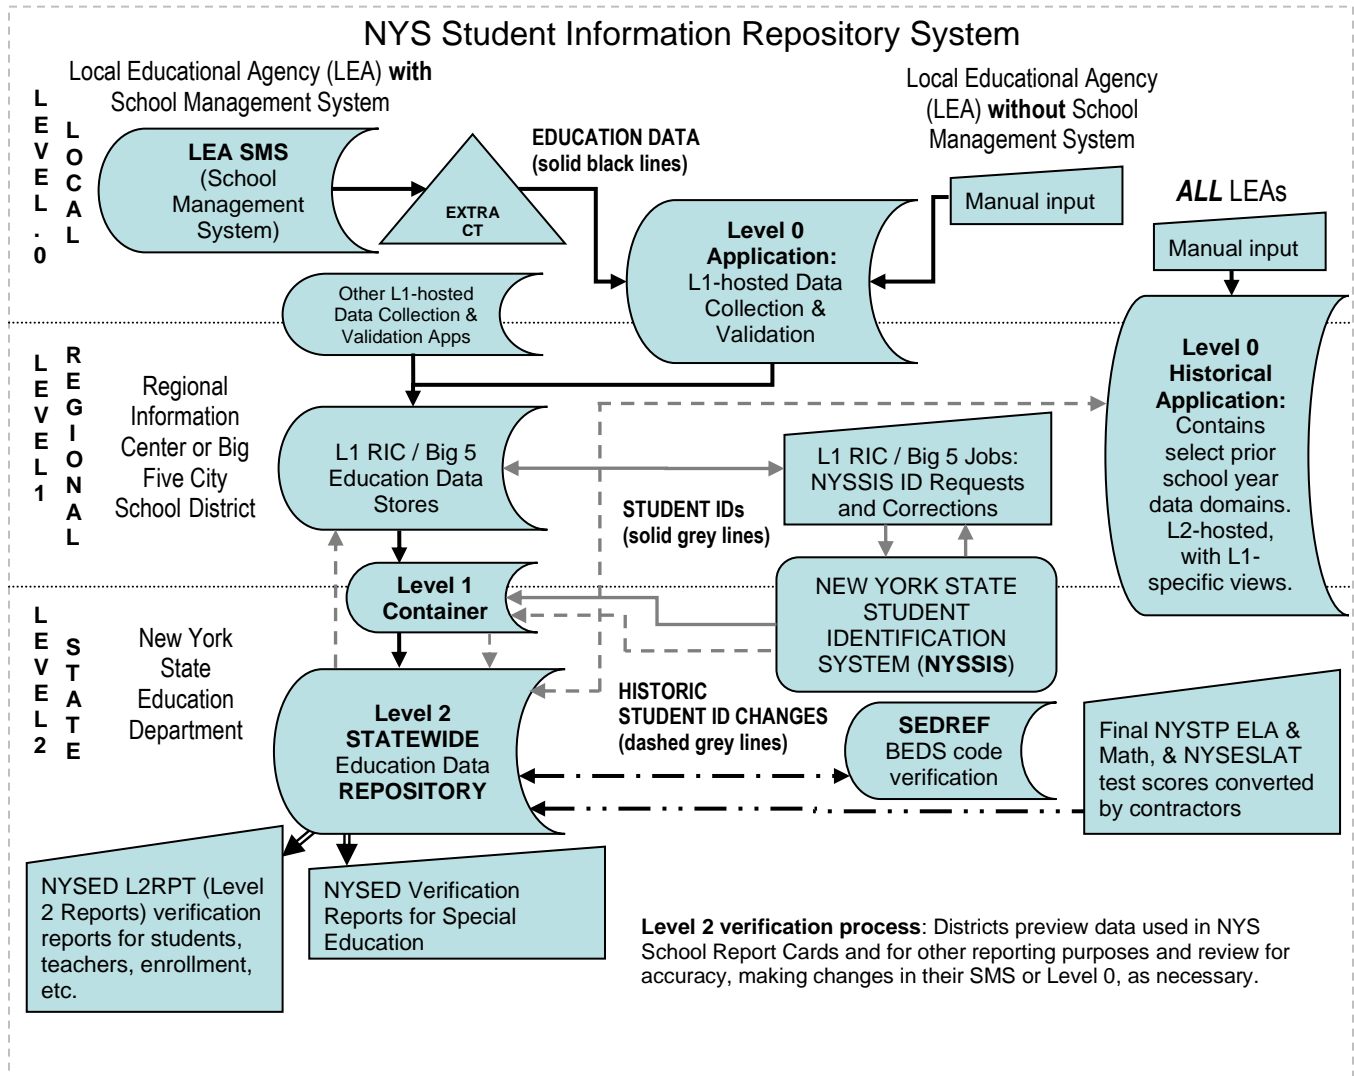 NYS Student Information Repository System
Local Educational Agency (LEA) with
School Management System
Local Educational Agency
(LEA) without School
Management System
LEVEL.0
LOCAL
LEA SMS
(School
Management
System)
EXTRA
CT
EDUCATION DATA
(solid black lines)
Level 0
Application:
L1-hosted Data
Collection &
Validation
Manual input
ALL LEAs
Manual input
Other L1-hosted
Data Collection &
Validation Apps
LEVEL1
REGIONAL
Regional
Information
Center or Big
Five City
School District
L1 RIC / Big 5
Education Data
Stores
STUDENT IDs
(solid grey lines)
L1 RIC / Big 5 Jobs:
NYSSIS ID Requests
and Corrections
Level 0
Historical
Application:
Contains
select prior
school year
data domains.
L2-hosted,
with L1-
specific views.
Level 1
Container
NEW YORK STATE
STUDENT
IDENTIFICATION
SYSTEM (NYSSIS)
LEVEL2
STATE
New York
State
Education
Department
Level 2
STATEWIDE
Education Data
REPOSITORY
HISTORIC
STUDENT ID CHANGES
(dashed grey lines)
SEDREF
BEDS code
verification
Final NYSTP ELA &
Math, & NYSESLAT
test scores converted
by contractors
NYSED L2RPT (Level
2 Reports) verification
reports for students,
teachers, enrollment,
etc.
NYSED Verification
Reports for Special
Education
Level 2 verification process: Districts preview data used in NYS
School Report Cards and for other reporting purposes and review for
accuracy, making changes in their SMS or Level 0, as necessary.